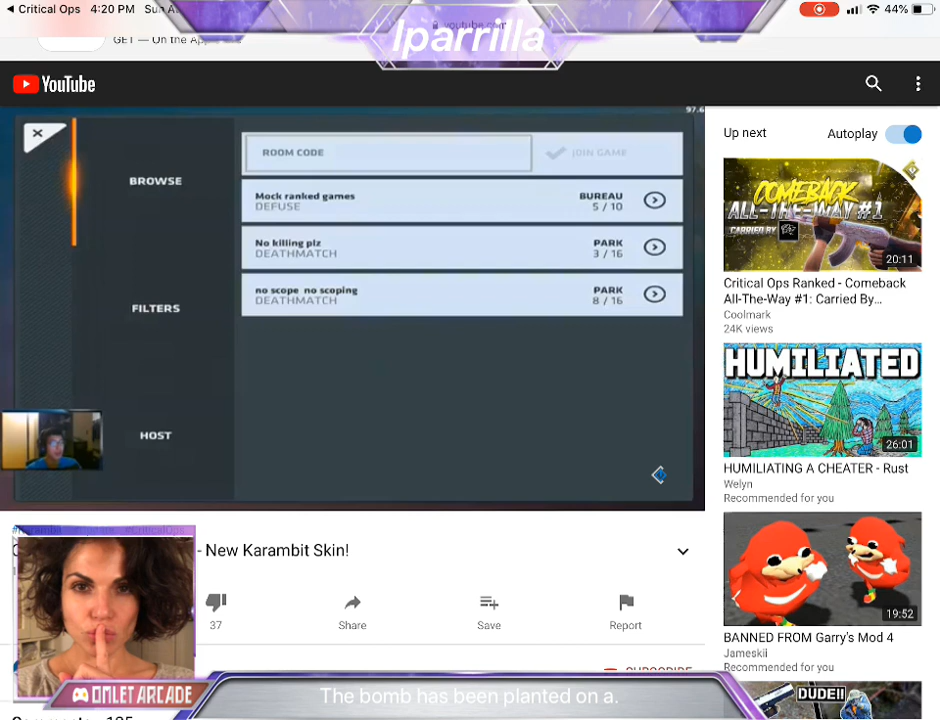 Critical Ops 4:20 PM
44%
youtube.com
lparrilla
GET — On the
YouTube
97.6
BROWSE
FILTERS
HOST
ROOM CODE
JOIN GAME
Mock ranked games
DEFUSE
BUREAU
5 / 10
No killing plz
DEATHMATCH
PARK
3 / 16
no scope no scoping
DEATHMATCH
PARK
8 / 16
Up next
Autoplay
COMEBACK
ALL-THE-WAY #1
CARRIED BY
20:11
Critical Ops Ranked - Comeback
All-The-Way #1: Carried By...
Coolmark
24K views
HUMILIATED
26:01
HUMILIATING A CHEATER - Rust
Welyn
Recommended for you
19:52
BANNED FROM Garry's Mod 4
Jameskii
Recommended for you
DUDE!!
- New Karambit Skin!
37
Share
Save
Report
SUBSCRIBE
OMLET ARCADE
The bomb has been planted on a.